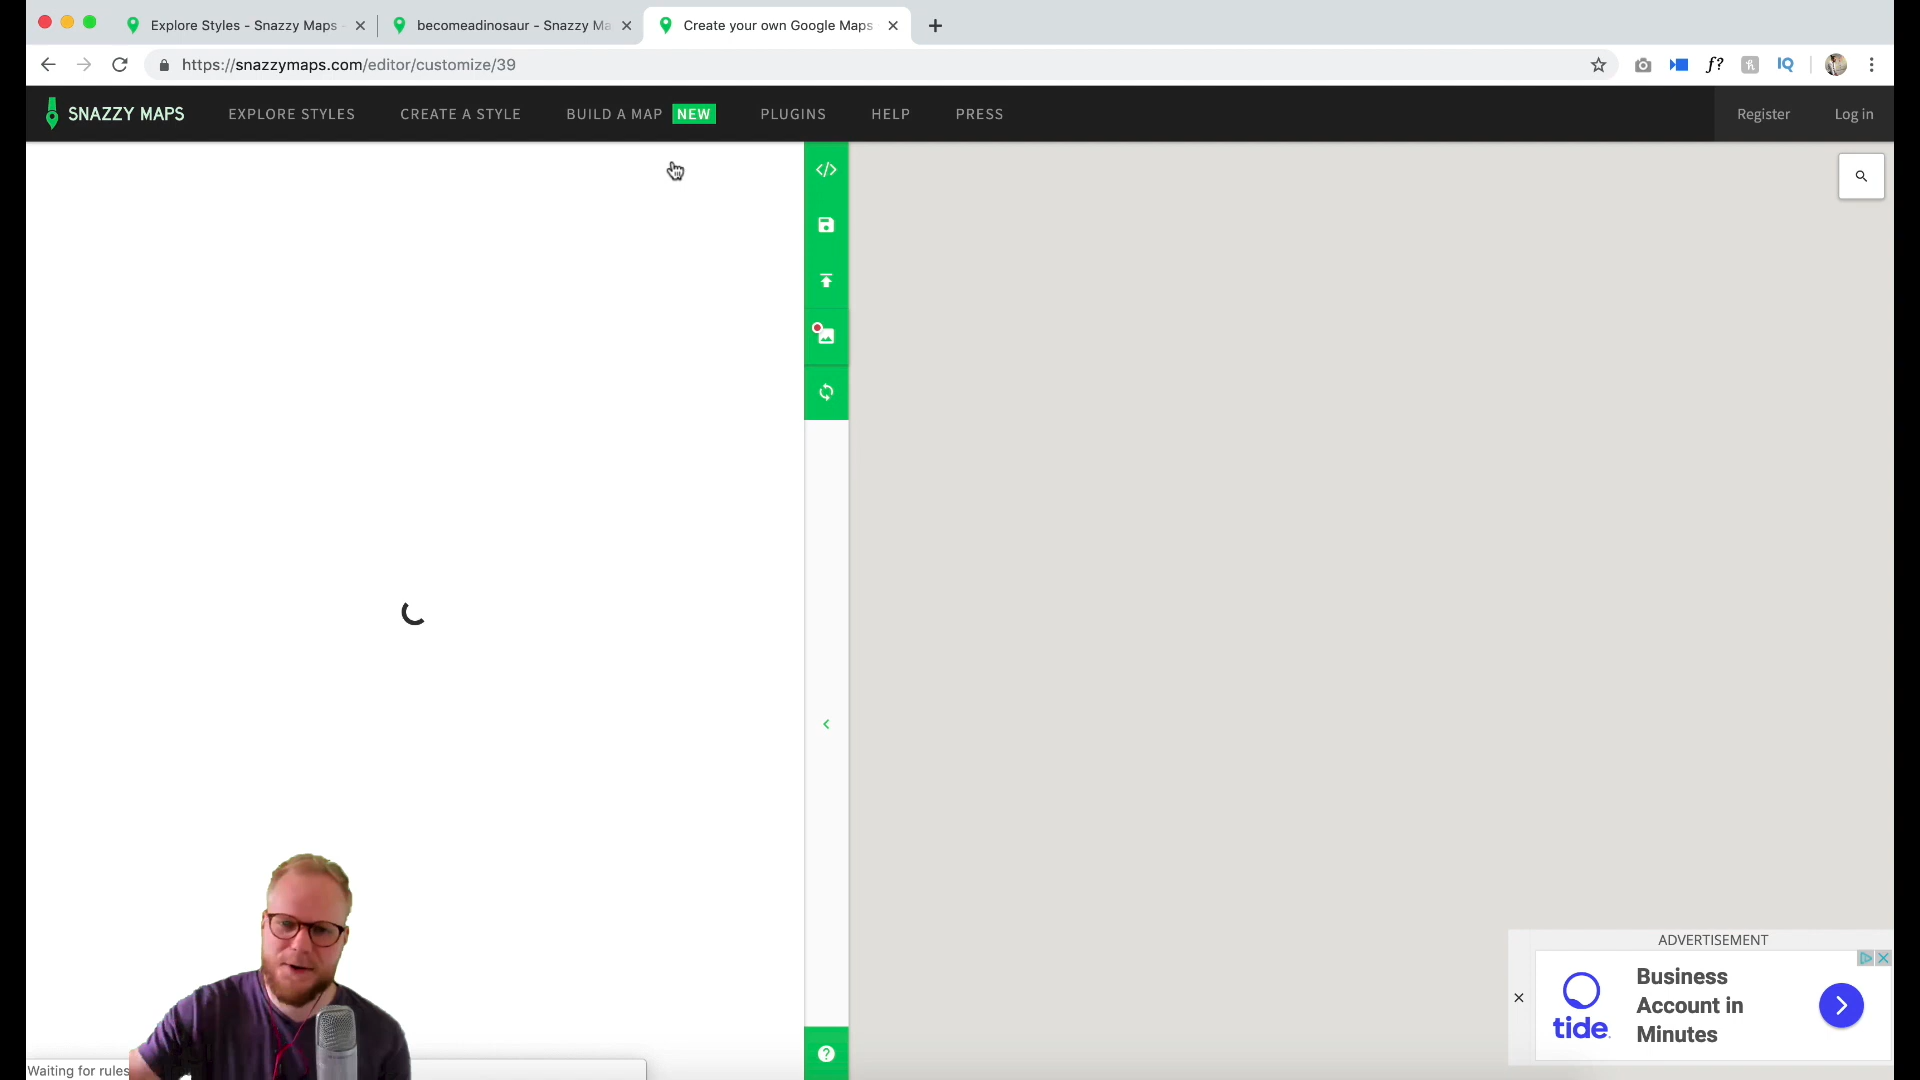 Explore Styles - Snazzy Maps -
becomeadinosaur - Snazzy Ma
Create your own Google Maps
https://snazzymaps.com/editor/customize/39
f?
IQ
SNAZZY MAPS
EXPLORE STYLES
CREATE A STYLE
BUILD A MAP NEW
PLUGINS
HELP
PRESS
Register
Log in
</>
ADVERTISEMENT
tide
Business
Account in
Minutes
Waiting for rules